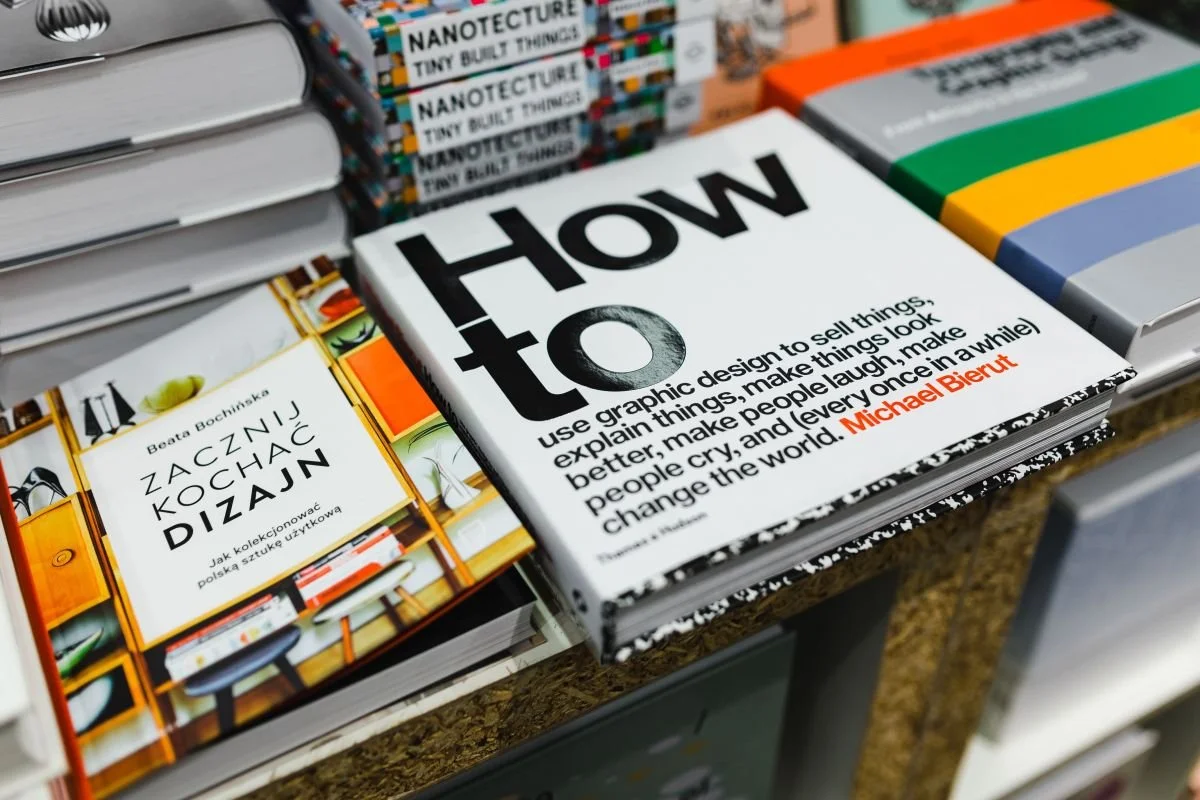 NANOTECTURE
TINY BUILT THINGS
NANOTECTURE
TINY BUILT THINGS
NANOTECTURE
TINY BUILT THINGS
How
to
use graphic design to sell things,
explain things, make things look
better, make people laugh, make
people cry, and (every once in a while)
change the world. Michael Bierut
Thames & Hudson
Beata Bochińska
ZACZNIJ
KOCHAĆ
DIZAJN
Jak kolekcjonować
polską sztukę użytkową
Graphic Design